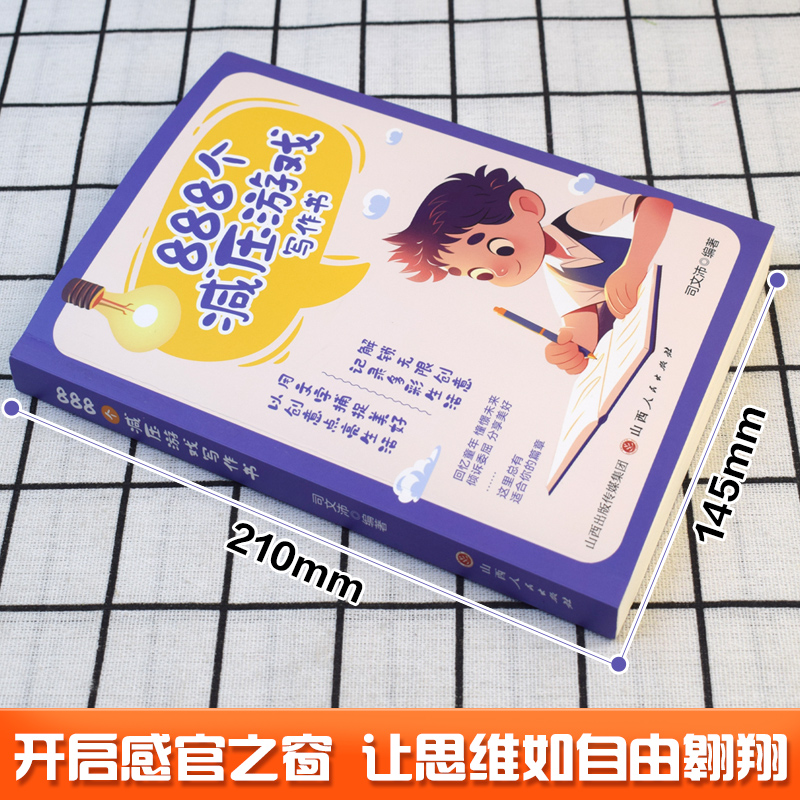 888个
减压游戏
写作书
司文沛◎编著
解锁无限创意
记录多彩生活
用文字捕捉美好
以创意点亮生活
回忆童年 憧憬未来
倾诉委屈 分享美好
……
这里总有
适合你的篇章
山西出版传媒集团 山西人民出版社
888个减压游戏写作书
司文沛◎编著
山西人民出版社
210mm
145mm
开启感官之窗 让思维如自由翱翔